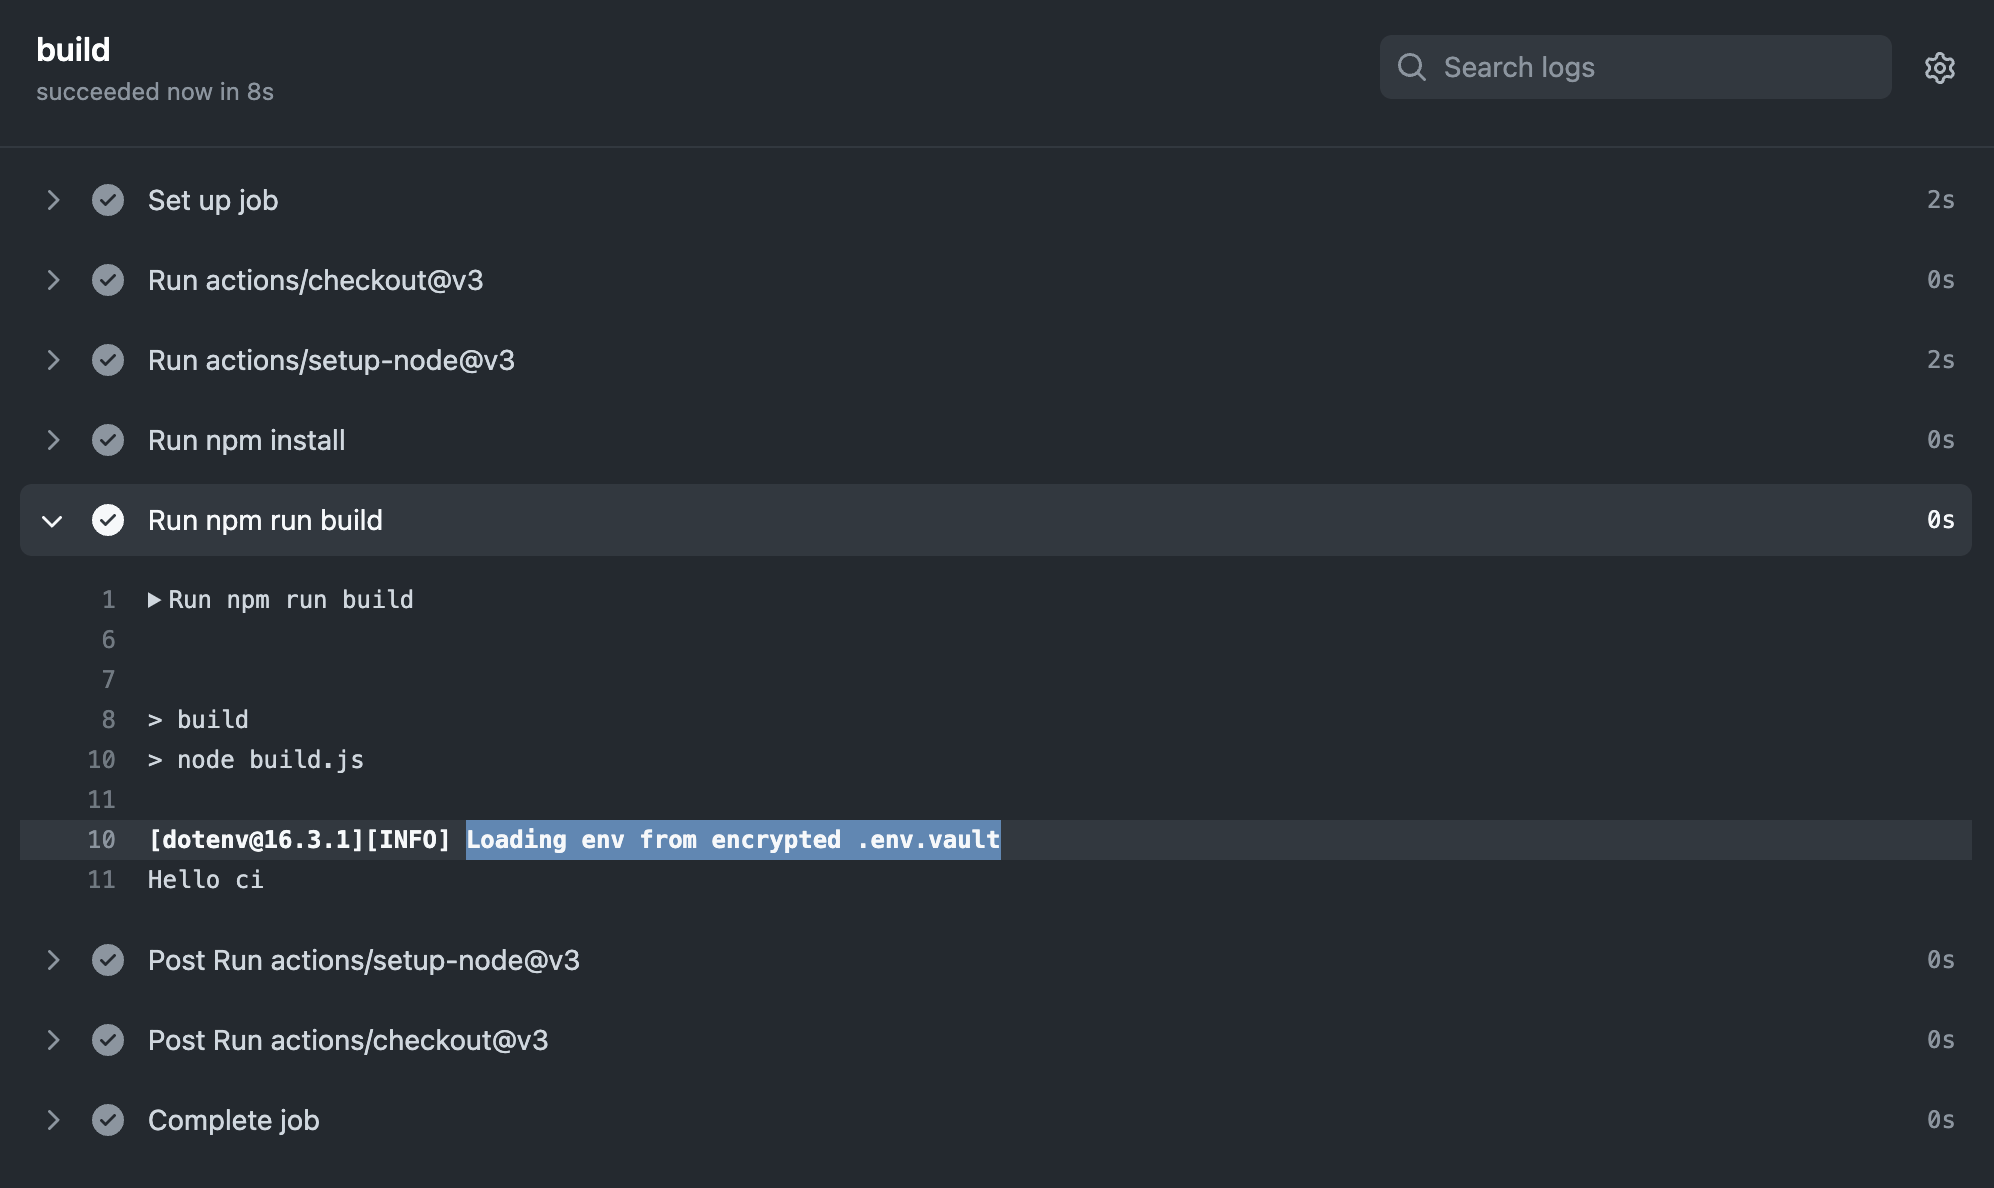 build
succeeded now in 8s
Search logs
Set up job 2s
Run actions/checkout@v3 0s
Run actions/setup-node@v3 2s
Run npm install 0s
Run npm run build 0s
1 Run npm run build
6
7
8 > build
10 > node build.js
11
10 [dotenv@16.3.1][INFO] Loading env from encrypted .env.vault
11 Hello ci
Post Run actions/setup-node@v3 0s
Post Run actions/checkout@v3 0s
Complete job 0s